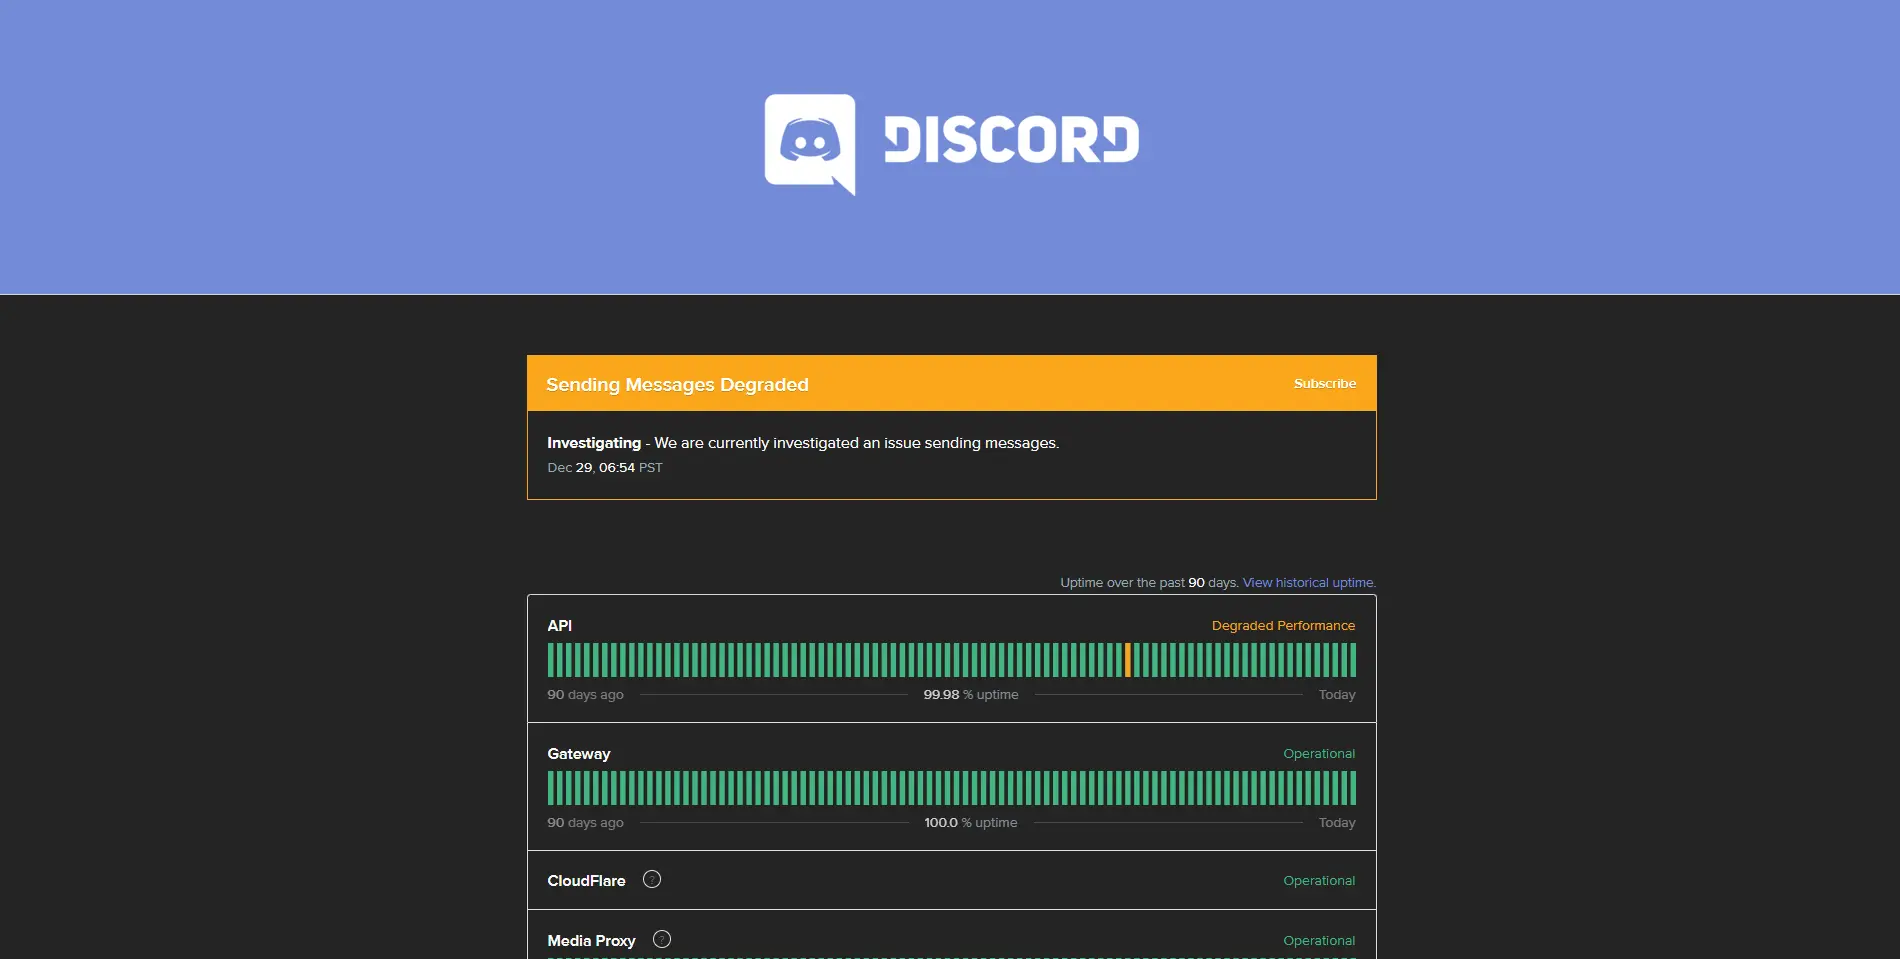 DISCORD
Sending Messages Degraded
Subscribe
Investigating - We are currently investigated an issue sending messages.
Dec 29, 06:54 PST
Uptime over the past 90 days. View historical uptime.
API
Degraded Performance
90 days ago
99.98 % uptime
Today
Gateway
Operational
90 days ago
100.0 % uptime
Today
CloudFlare ?
Operational
Media Proxy ?
Operational